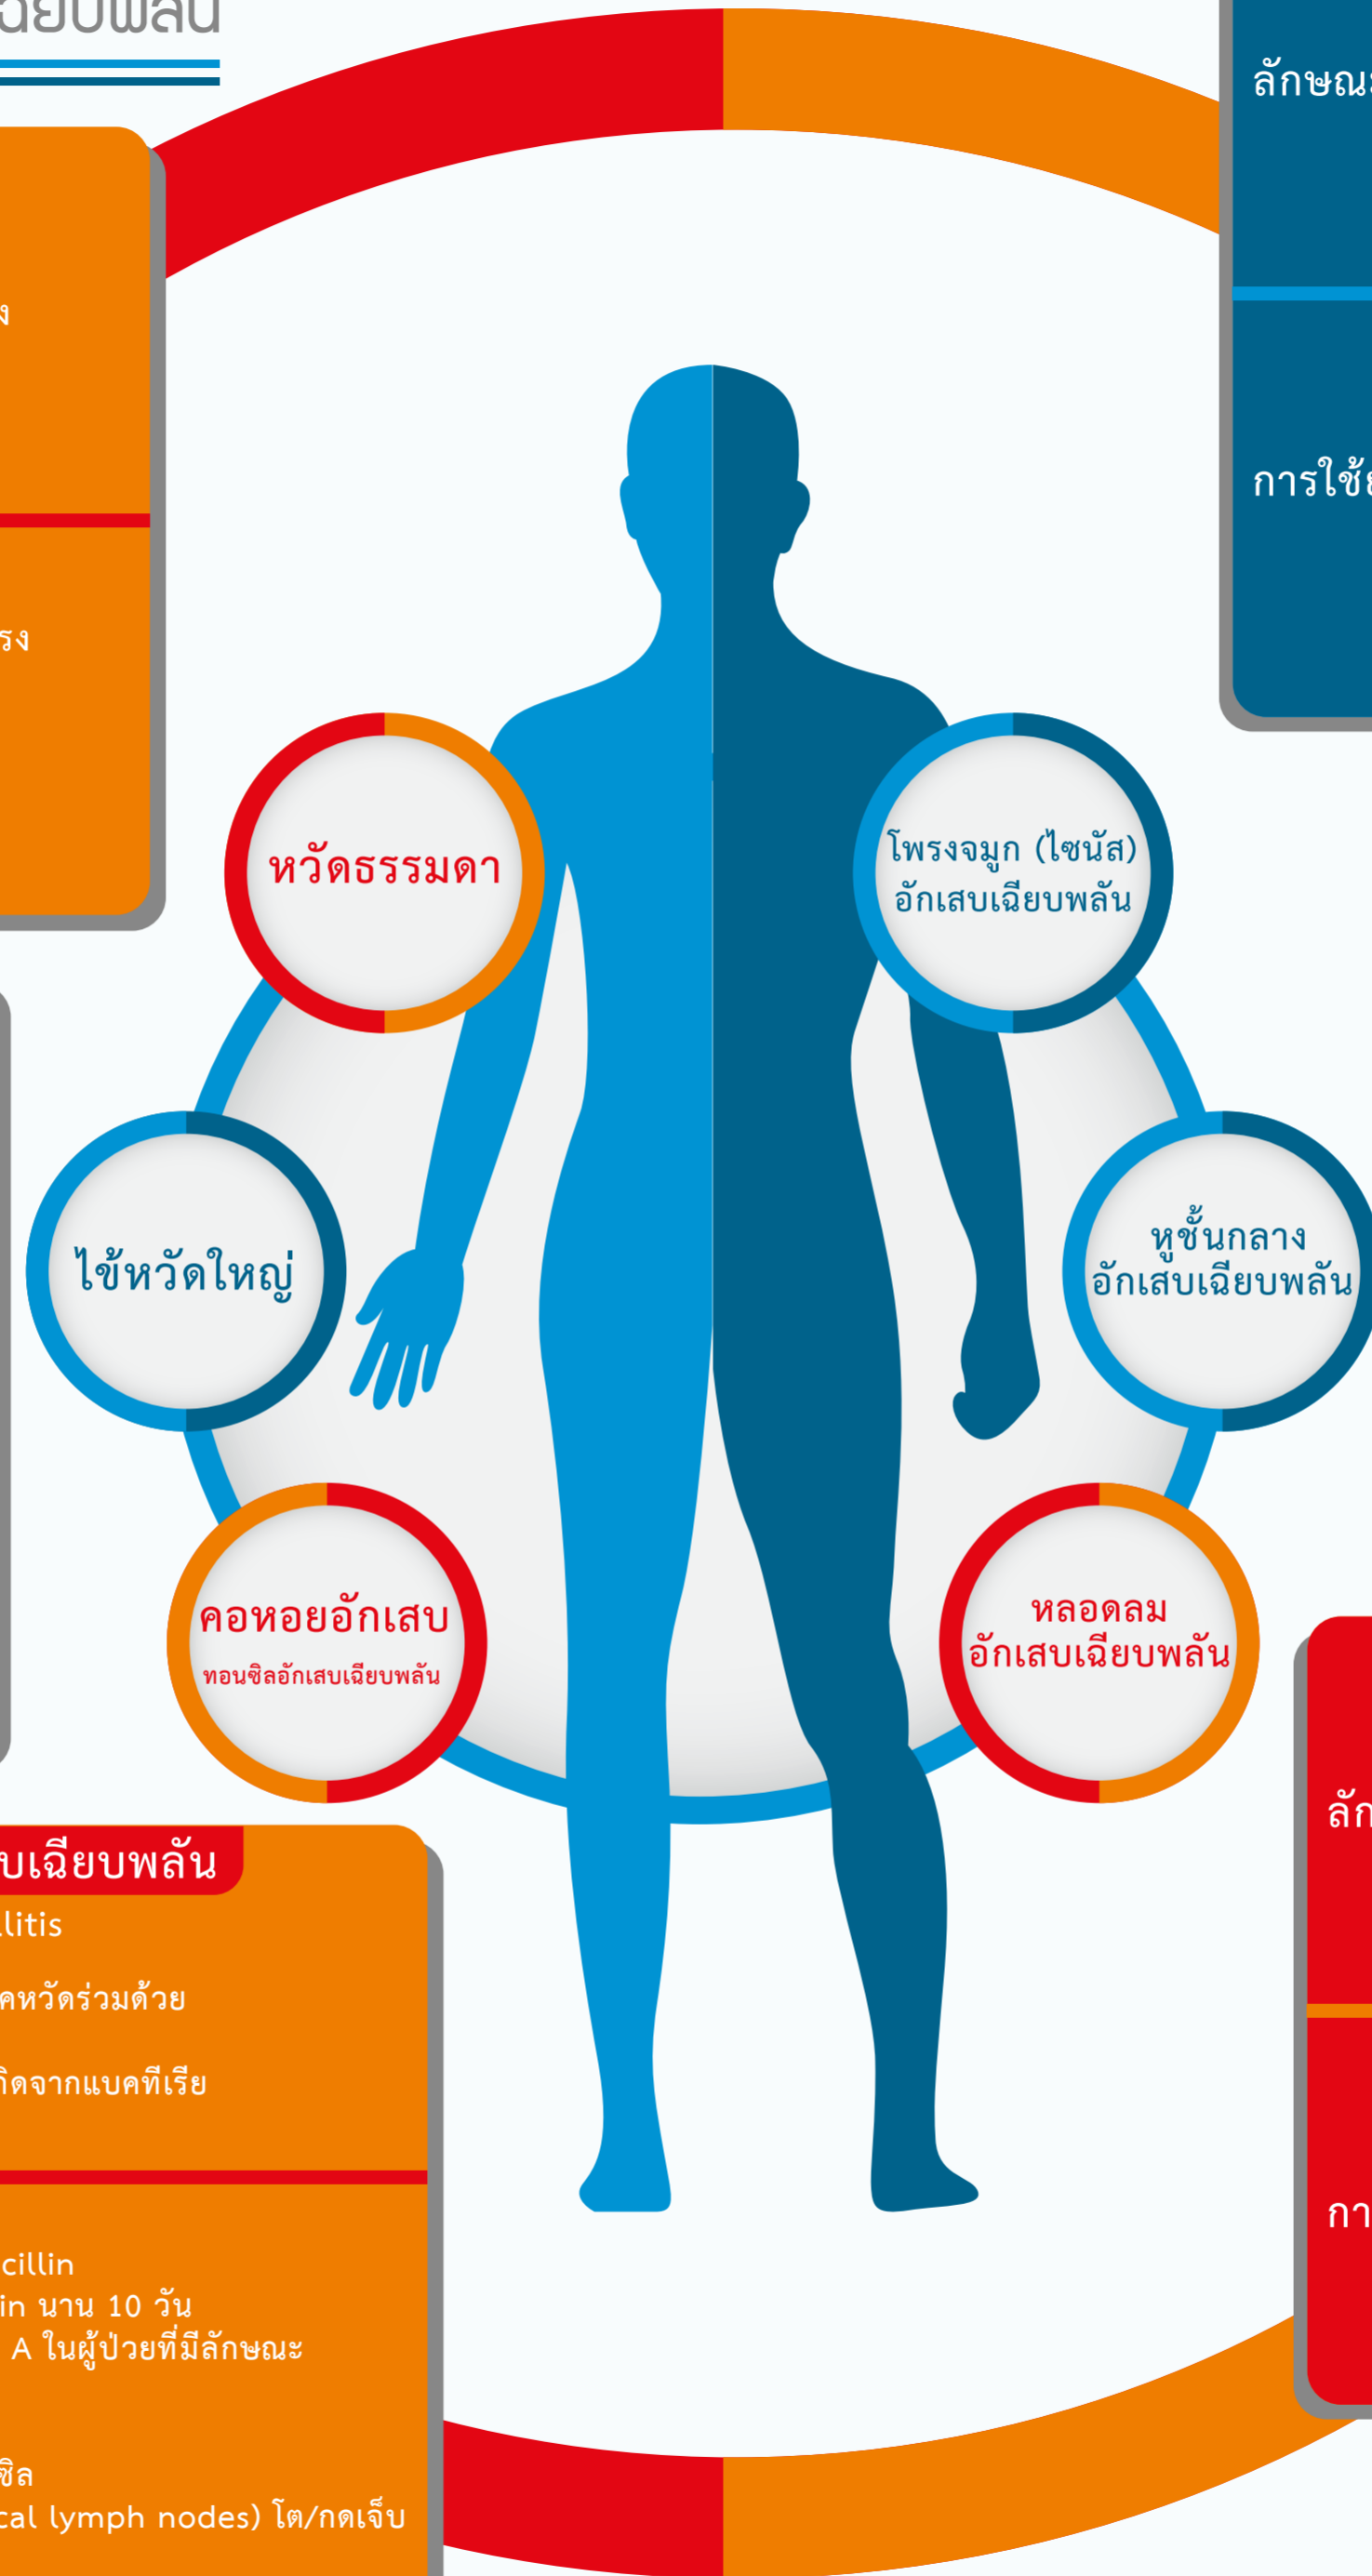 ฉียบพลัน
ลักษณะ
ง
การใช้ย
รง
หวัดธรรมดา
โพรงจมูก (ไซนัส)
อักเสบเฉียบพลัน
ไข้หวัดใหญ่
หูชั้นกลาง
อักเสบเฉียบพลัน
คอหอยอักเสบ
ทอนซิลอักเสบเฉียบพลัน
หลอดลม
อักเสบเฉียบพลัน
ลัก
บเฉียบพลัน
llitis
คหวัดร่วมด้วย
กิดจากแบคทีเรีย
กา
cillin
in นาน 10 วัน
A ในผู้ป่วยที่มีลักษณะ
ซิล
cal lymph nodes) โต/กดเจ็บ